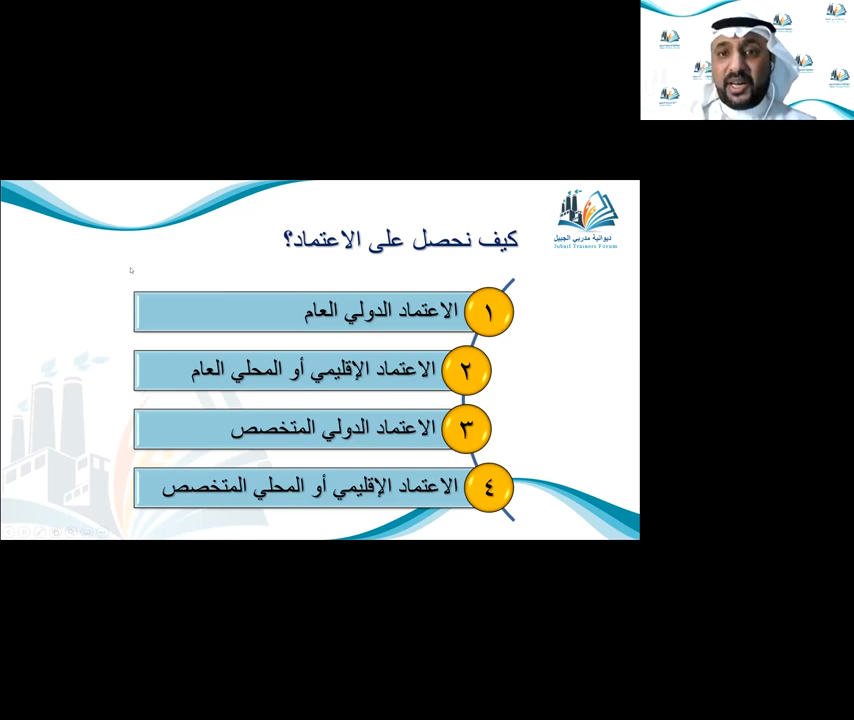 ديوانية مدربي الجبيل
Jubail Trainers Forum
كيف نحصل على الاعتماد؟
١ الاعتماد الدولي العام
٢ الاعتماد الإقليمي أو المحلي العام
٣ الاعتماد الدولي المتخصص
٤ الاعتماد الإقليمي أو المحلي المتخصص